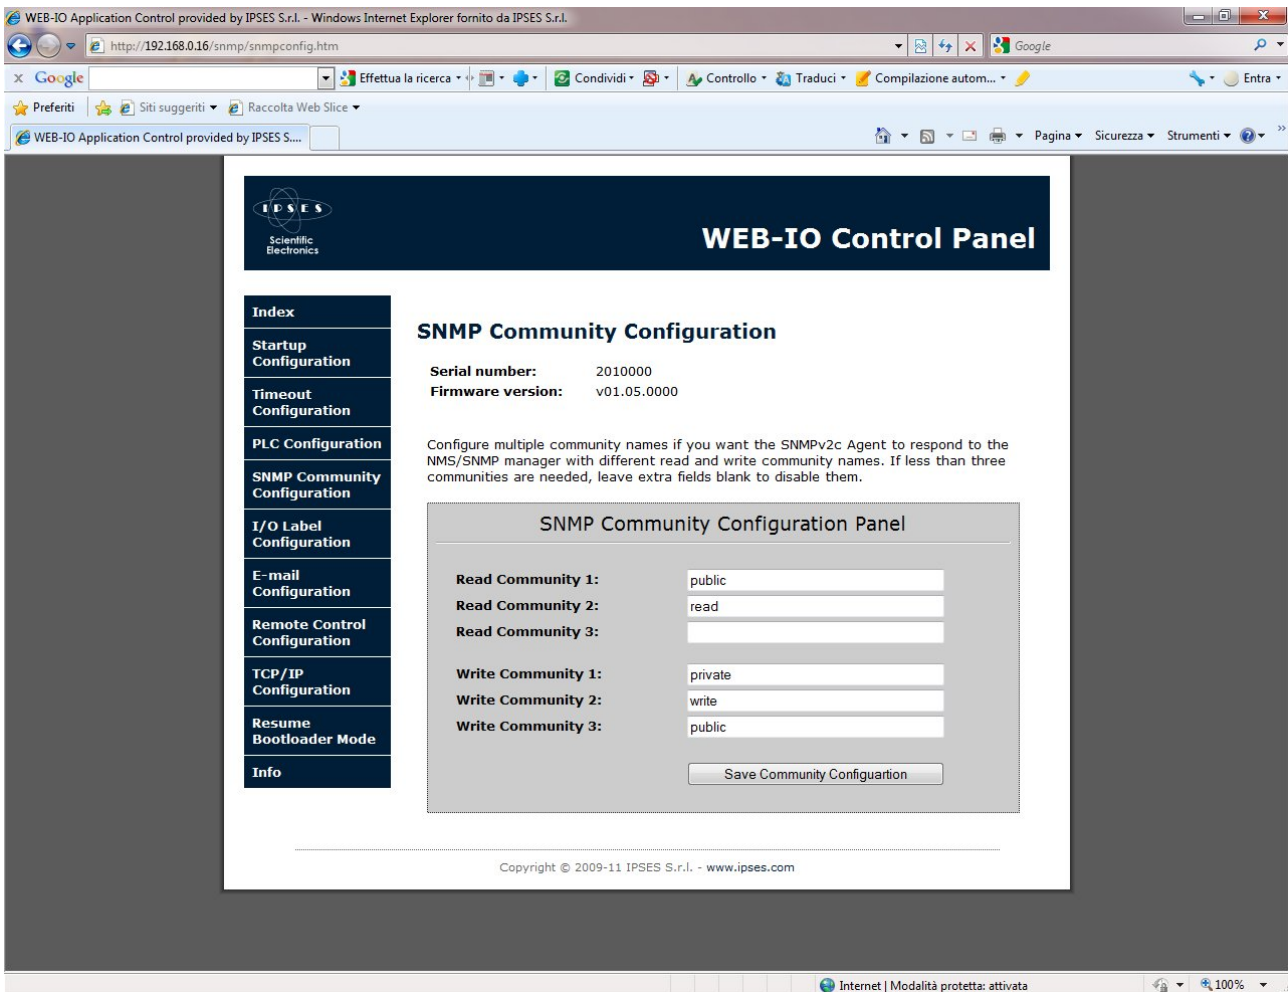 WEB-IO Application Control provided by IPSES S.r.l. - Windows Internet Explorer fornito da IPSES S.r.l.
http://192.168.0.16/snmp/snmpconfig.htm
Google
x Google
Effettua la ricerca
Condividi
Controllo
Traduci
Compilazione autom...
Entra
Preferiti
Siti suggeriti
Raccolta Web Slice
WEB-IO Application Control provided by IPSES S....
Pagina
Sicurezza
Strumenti
IPSES
Scientific
Electronics
WEB-IO Control Panel
Index
Startup
Configuration
Timeout
Configuration
PLC Configuration
SNMP Community
Configuration
I/O Label
Configuration
E-mail
Configuration
Remote Control
Configuration
TCP/IP
Configuration
Resume
Bootloader Mode
Info
SNMP Community Configuration
Serial number: 2010000
Firmware version: v01.05.0000
Configure multiple community names if you want the SNMPv2c Agent to respond to the
NMS/SNMP manager with different read and write community names. If less than three
communities are needed, leave extra fields blank to disable them.
SNMP Community Configuration Panel
Read Community 1: public
Read Community 2: read
Read Community 3:
Write Community 1: private
Write Community 2: write
Write Community 3: public
Save Community Configuartion
Copyright © 2009-11 IPSES S.r.l. - www.ipses.com
Internet | Modalità protetta: attivata
100%